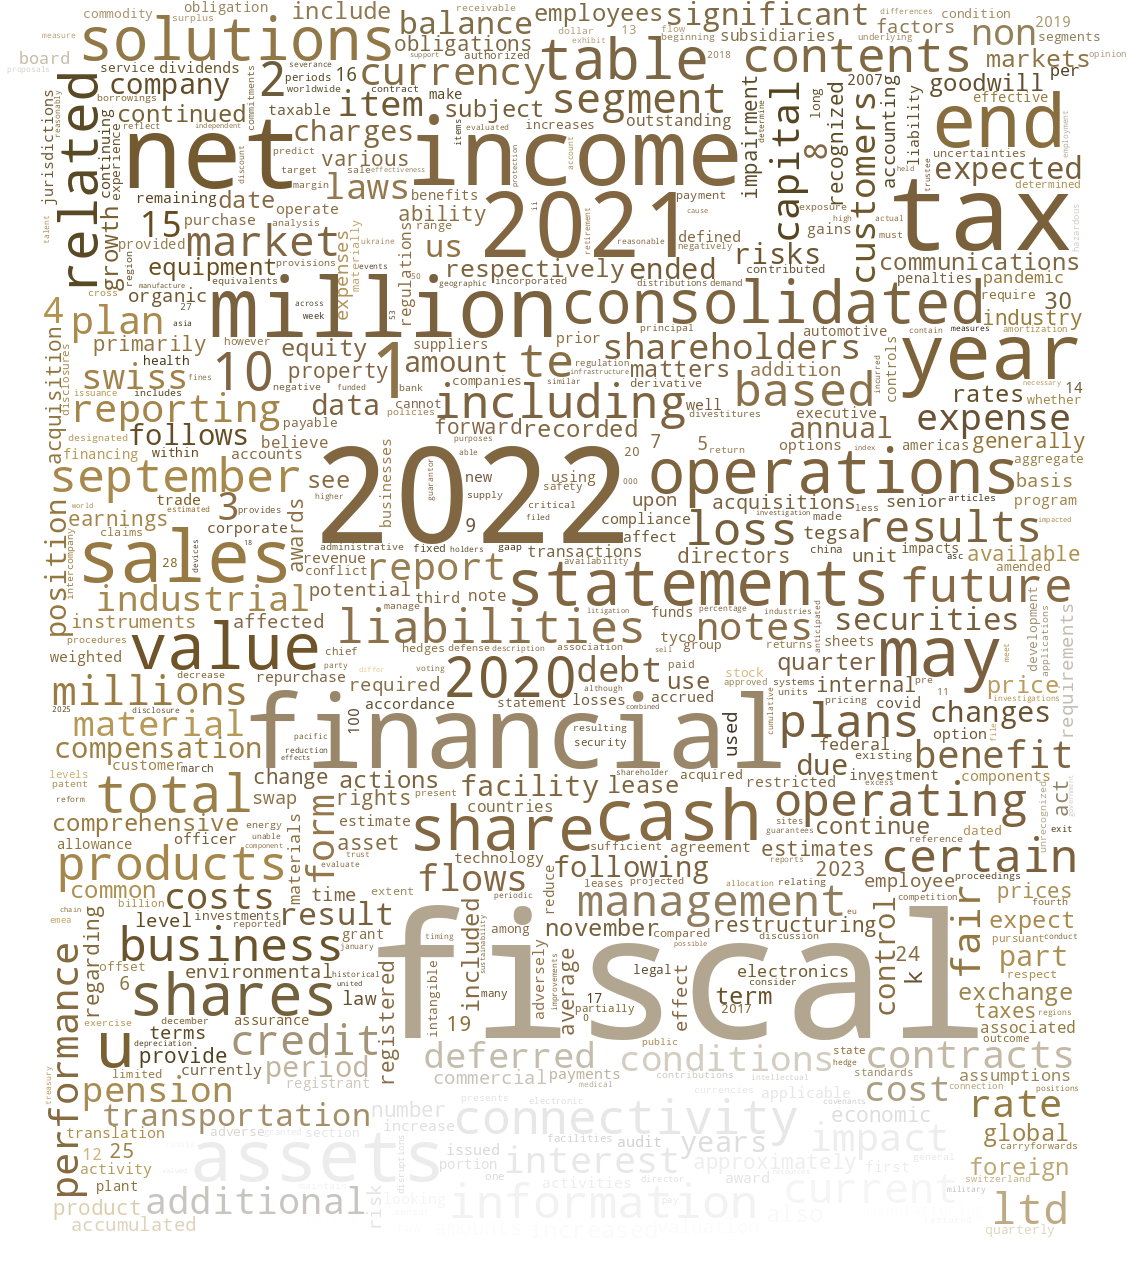 obligation
commodity
surplus
include
receivable
employees
significant
differences
condition
measure
solutions
balance
dollar
13
flow
beginning
subsidiaries
factors
non
2019
segments
board
proposals
obligations
support
authorized
exhibit
table
2018
contents
underlying
markets
opinion
service
dividends
severance
2
periods
16
currency
per
company
worldwide
contract
make
item
segment
2007
goodwill
borrowings
related
continued
commitments
taxable
subject
outstanding
impairment
capital
long
recognized
effective
jurisdictions
reasonably
reflect
independent
net
charges
items
evaluated
increases
income
determine
8
customers
accounting
liability
end
employment
continuing
experience
discount
predict
various
sale
effectiveness
protection
account
uncertainties
target
margin
laws
held
trustee
expected
tax
determined
remaining
date
operate
benefits
ii
2021
payment
cause
exposure
high
actual
must
hazardous
talent
growth
15
purchase
analysis
ability
range
retirement
reasonable
defined
negatively
gains
provided
region
market
expenses
materially
ukraine
regulations
us
risks
communications
equipment
provisions
events
respectively
ended
contributed
cross
manufacture
equivalents
50
geographic
incorporated
distributions
demand
penalties
pandemic
organic
27
across
week
million
53
consolidated
require
30
4
plan
asia
however
principal
automotive
contain
measures
amortization
industry
primarily
health
equity
suppliers
prior
shareholders
controls
year
acquisition
disclosures
swiss
fines
10
property
1
amount
te
regulation
infrastructure
matters
addition
incurred
issuance
includes
negative
funded
bank
companies
similar
derivative
based
necessary
14
rates
whether
reporting
data
cannot
policies
including
well
divestitures
executive
designated
follows
payable
forward
recorded
annual
expense
financing
within
accounts
believe
purposes
able
7
5
return
options
index
americas
generally
september
see
2022
businesses
guarantor
new
using
20
000
operations
aggregate
basis
world
trade
estimated
3
provides
higher
supply
safety
critical
upon
acquisitions
less
senior
articles
program
position
earnings
claims
corporate
awards
9
filed
compliance
affect
investigation
made
loss
tegsa
results
impacted
intercompany
sales
28
devices
18
administrative
revenue
conflict
fixed
holders
gaap
transactions
availability
directors
china
unit
impacts
asc
available
amended
report
statements
future
industrial
potential
third
note
instruments
affected
manage
liabilities
litigation
funds
percentage
notes
industries
anticipated
securities
development
applications
requirements
procedures
value
chief
hedges
defense
description
association
tyco
sell
group
returns
sheets
may
meet
weighted
party
differ
voting
2020
debt
paid
stock
approved
quarter
systems
units
decrease
repurchase
required
although
use
internal
pre
11
price
investigations
millions
2025
disclosure
accordance
statement
losses
combined
accrued
cumulative
pricing
covid
changes
material
100
financial
resulting
security
used
plans
option
file
pacific
reduction
effects
compensation
customer
march
federal
existing
due
benefit
levels
patent
change
actions
present
facility
lease
shareholder
acquired
restricted
investment
excess
components
act
government
reform
total
swap
form
rights
countries
share
cash
sites
guarantees
operating
comprehensive
officer
energy
unable
component
estimate
continue
dated
reference
exit
unrecognized
allowance
materials
asset
trust
evaluate
sufficient
agreement
estimates
certain
products
technology
following
reports
2023
proceedings
common
costs
time
extent
flows
periodic
reduce
leases
projected
allocation
relating
employee
prices
billion
chain
emea
level
investments
reported
result
grant
january
included
sustainability
among
november
management
compared
possible
restructuring
discussion
eu
competition
fourth
expect
pursuant
conduct
regarding
business
timing
fiscal
control
fair
part
offset
6
environmental
historical
united
registered
intangible
adversely
improvements
average
legal
electronics
consider
24
k
respect
performance
shares
law
many
17
partially
0
effect
term
2017
exchange
exercise
december
assurance
19
taxes
regions
u
terms
depreciation
credit
public
associated
outcome
provide
currently
limited
period
deferred
conditions
state
hedge
contracts
treasury
pension
registrant
commercial
payments
medical
contributions
intellectual
standards
assumptions
connection
positions
cost
transportation
number
presents
electronic
currencies
applicable
covenants
economic
rate
translation
adverse
granted
section
increase
connectivity
impact
global
carryforwards
12
25
activity
assets
disruptions
issued
portion
one
facilities
audit
years
interest
approximately
first
general
foreign
plant
maintain
activities
director
award
switzerland
product
additional
risk
looking
information
pay
current
military
ltd
accumulated
also
increased
valuation
quarterly